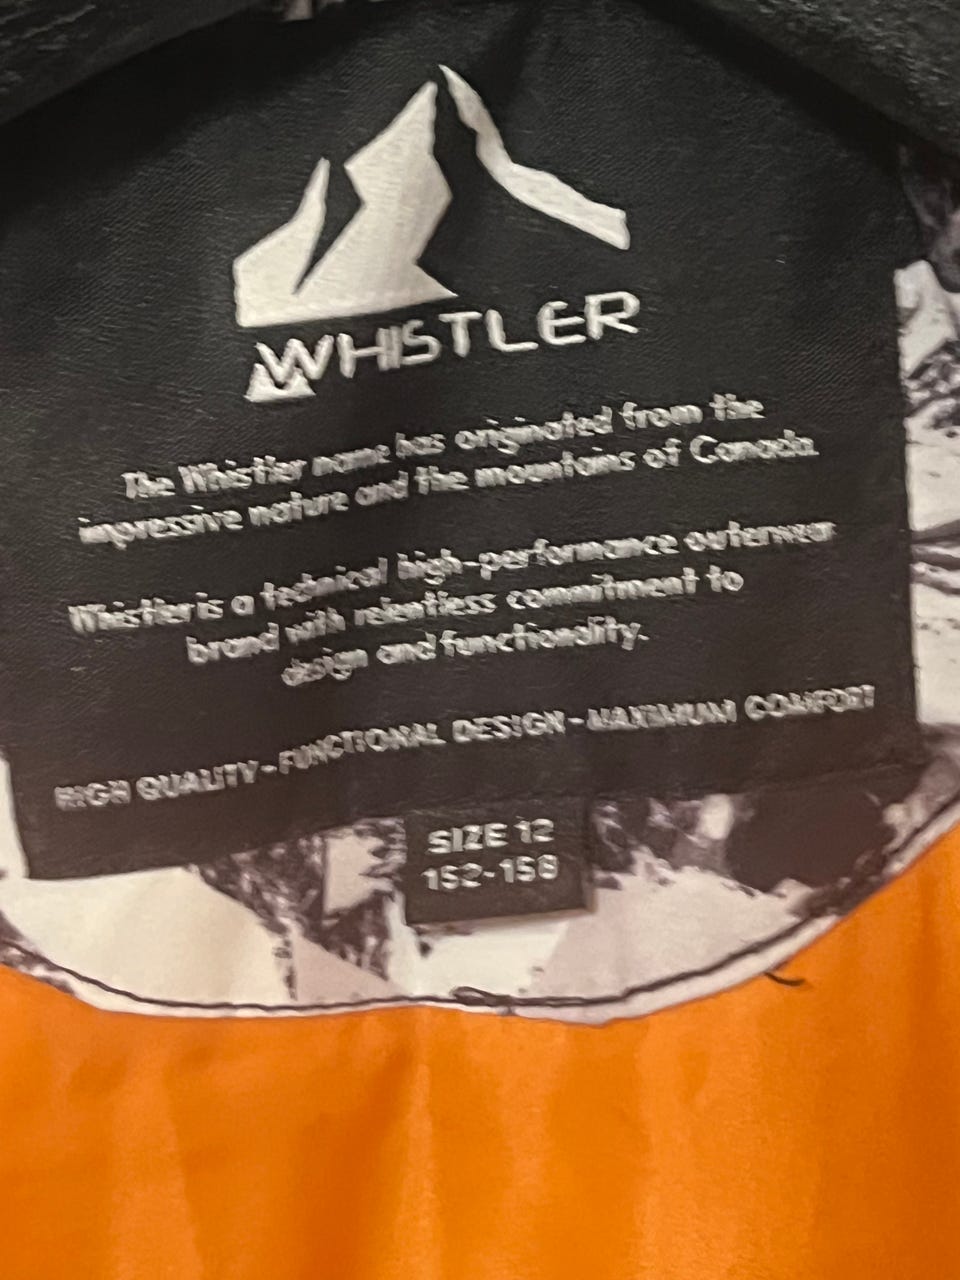 WHISTLER
The Whistler name has originated from the
impressive nature and the mountains of Canada.
Whistler is a technical high-performance outerwear
brand with relentless commitment to
design and functionality.
HIGH QUALITY - FUNCTIONAL DESIGN - MAXIMUM COMFORT
SIZE 12
152-158